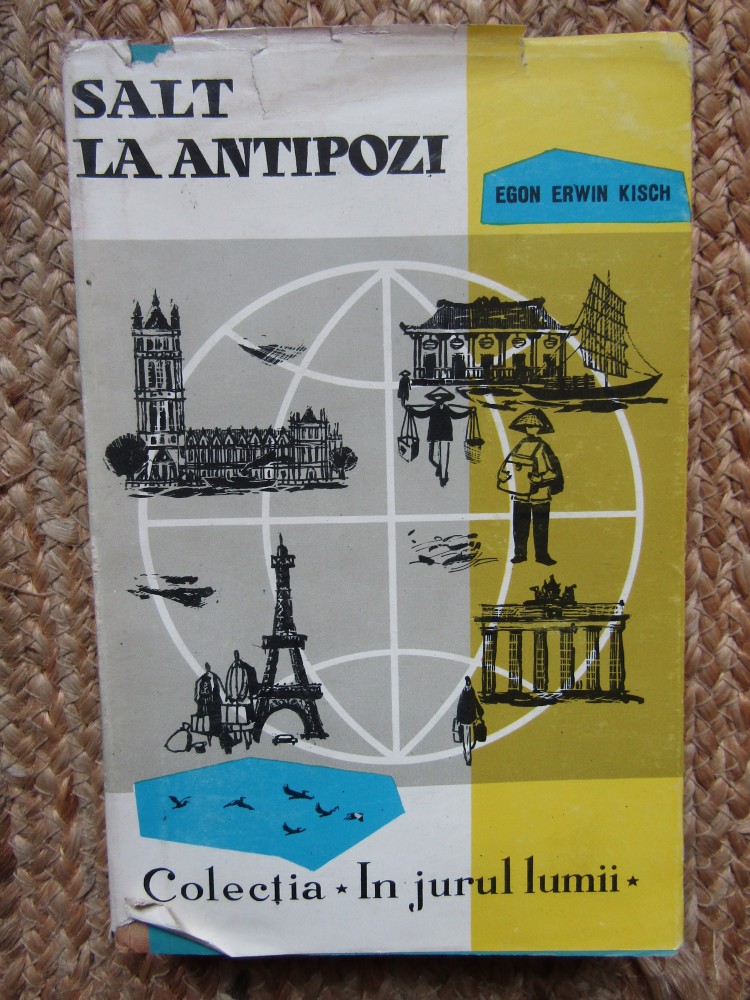 SALT
LA ANTIPOZI
EGON ERWIN KISCH
Colecția ★ In jurul lumii ★